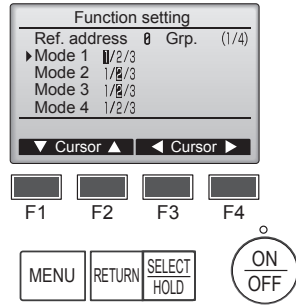 Function setting
Ref. address 0 Grp. (1/4)
▶Mode 1 1/2/3
Mode 2 1/2/3
Mode 3 1/2/3
Mode 4 1/2/3
▼ Cursor ▲ ◀ Cursor ▶
F1 F2 F3 F4
MENU RETURN SELECT
HOLD
ON
OFF